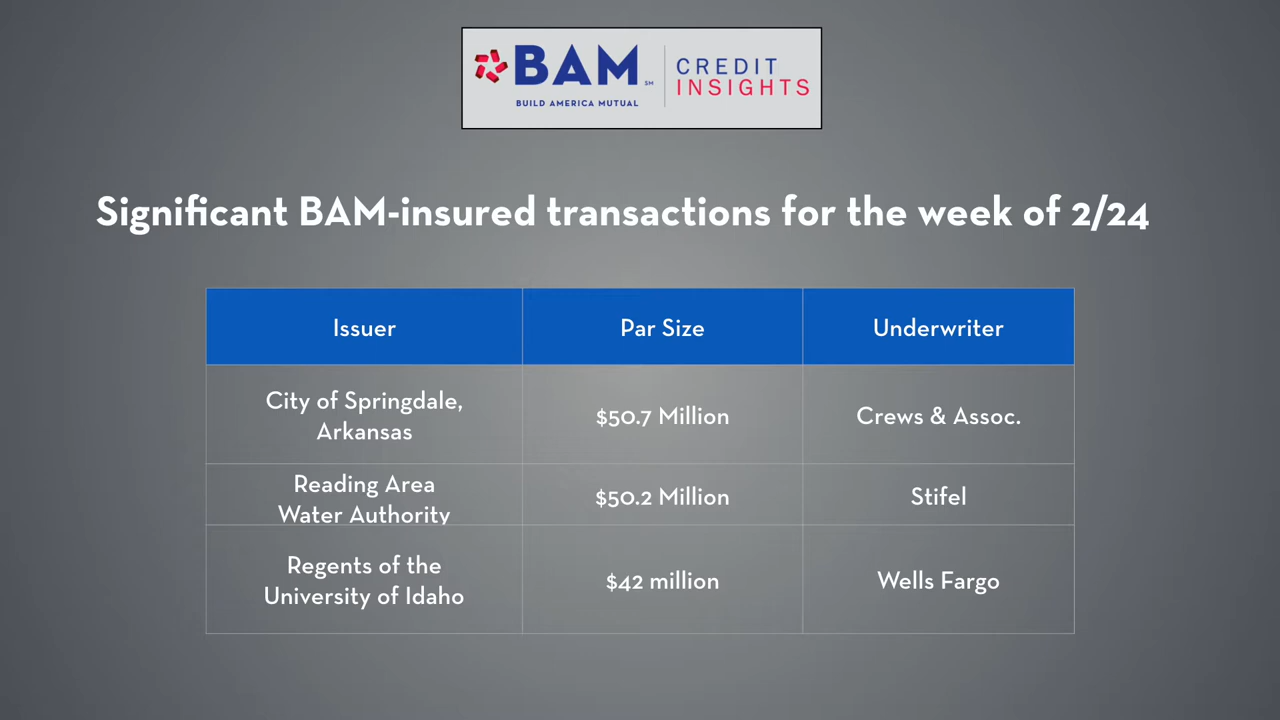 BAM SM
BUILD AMERICA MUTUAL
CREDIT
INSIGHTS
Significant BAM-insured transactions for the week of 2/24
Issuer Par Size Underwriter
City of Springdale,
Arkansas
$50.7 Million
Crews & Assoc.
Reading Area
Water Authority
$50.2 Million
Stifel
Regents of the
University of Idaho
$42 million
Wells Fargo